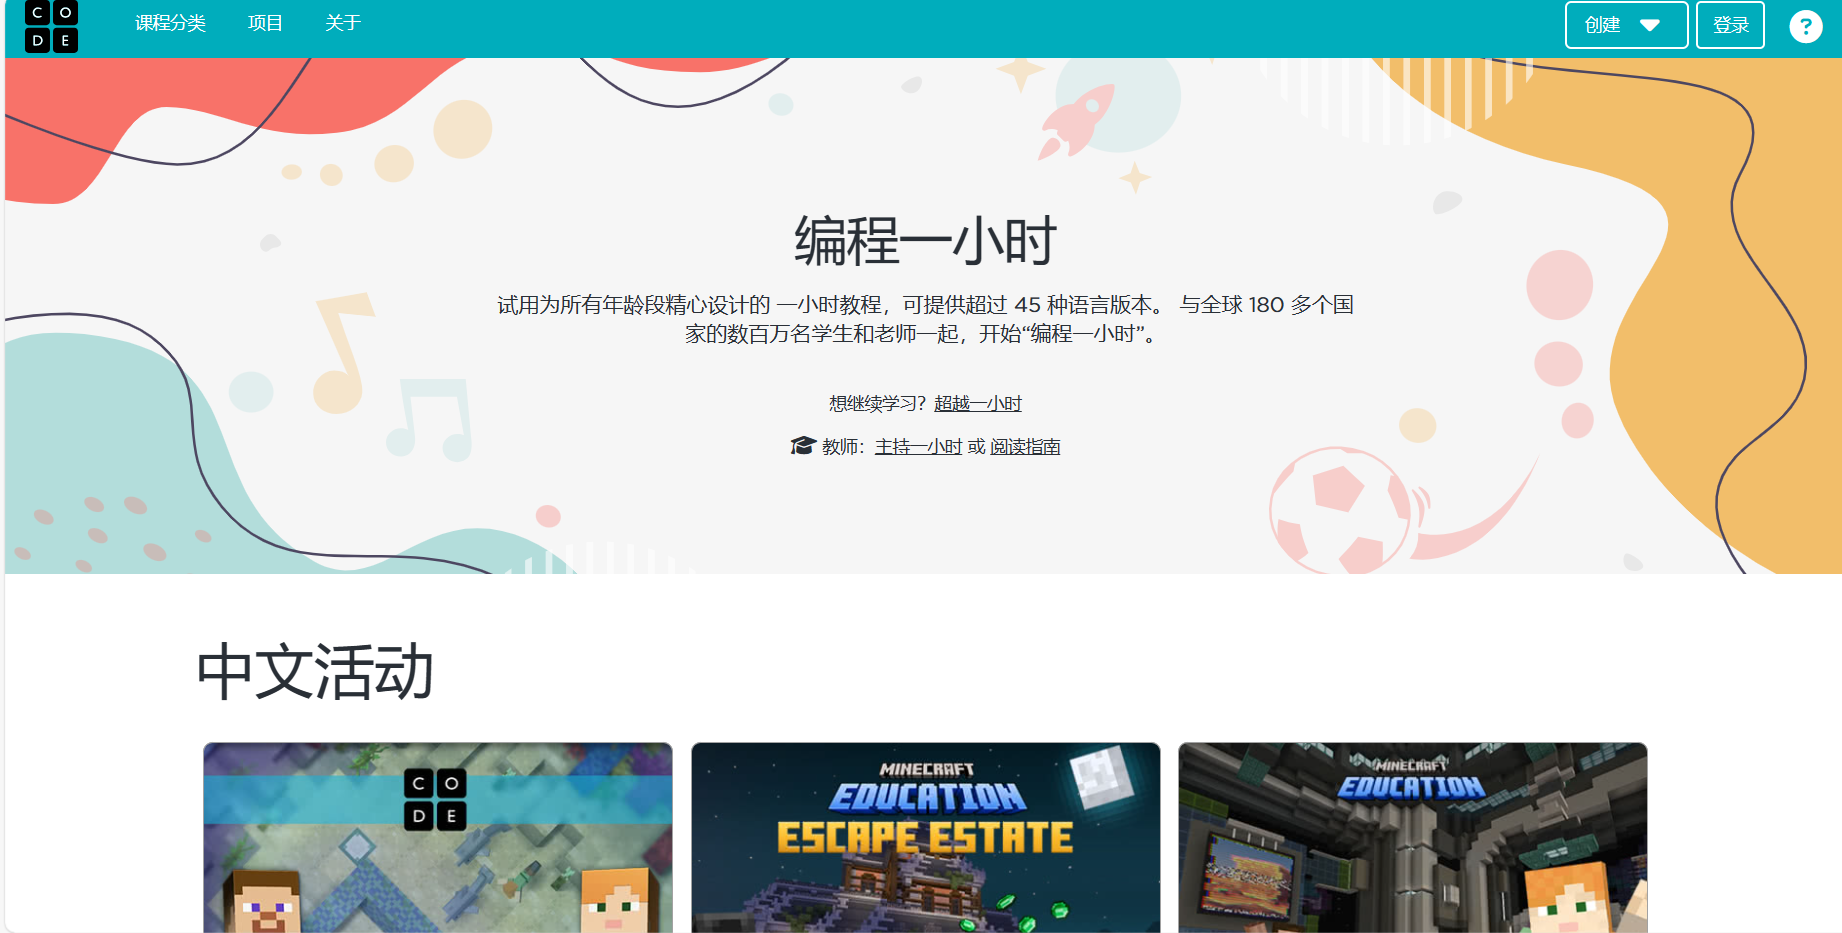 C O
D E
课程分类 项目 关于 创建 登录 ?
编程一小时
试用为所有年龄段精心设计的 一小时教程，可提供超过 45 种语言版本。 与全球 180 多个国
家的数百万名学生和老师一起，开始“编程一小时”。
想继续学习？超越一小时
教师：主持一小时 或 阅读指南
中文活动
C O
D E
MINECRAFT
EDUCATION
ESCAPE ESTATE
MINECRAFT
EDUCATION